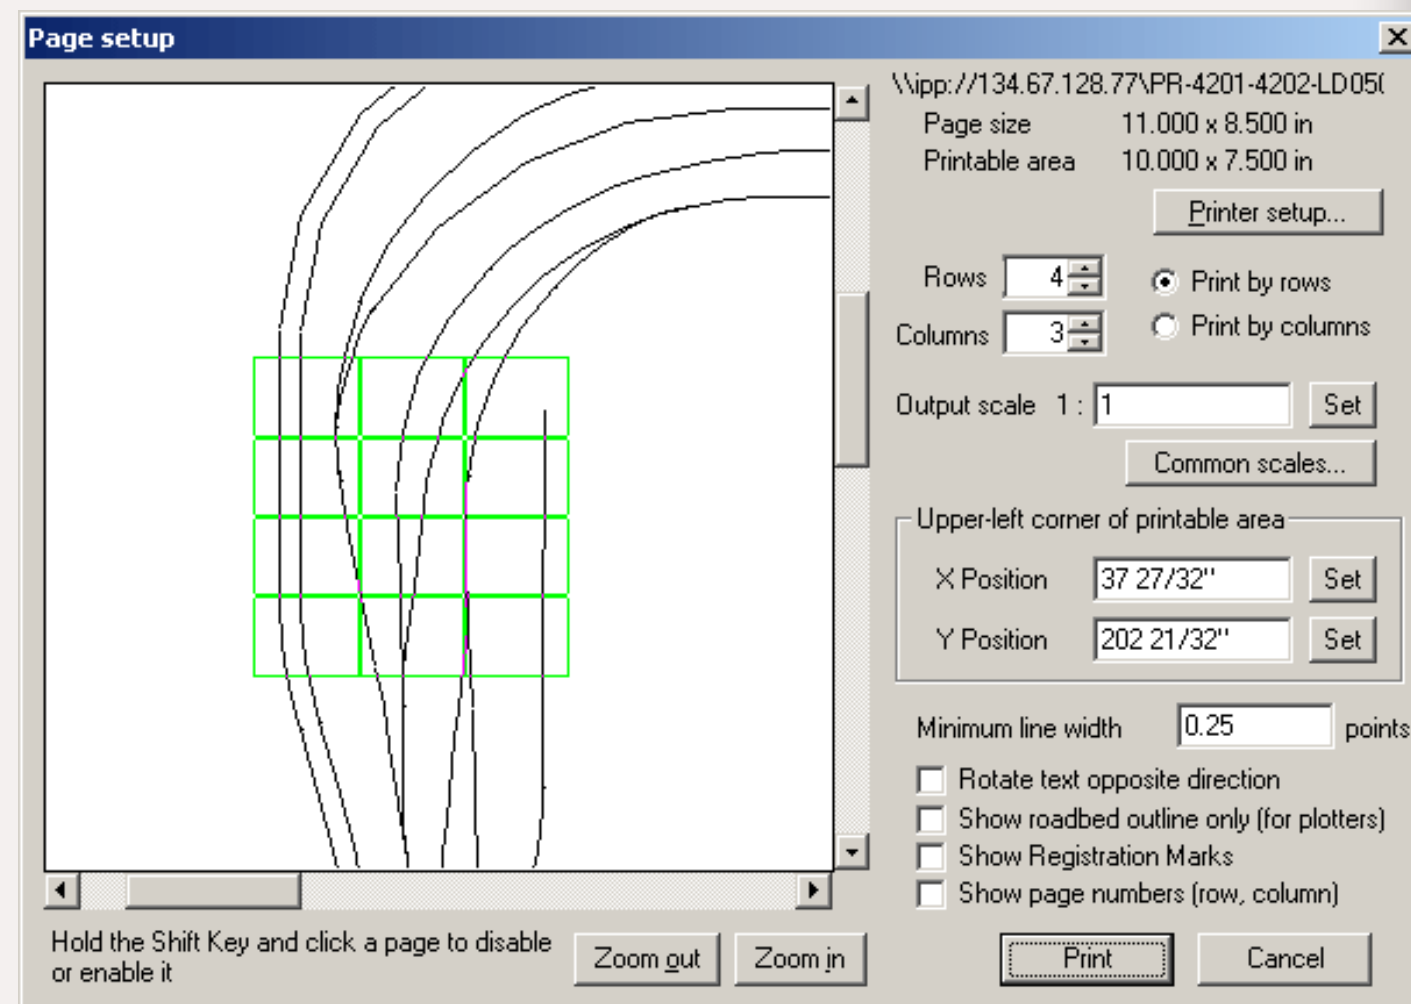 Page setup
\\ipp://134.67.128.77\PR-4201-4202-LD05(
Page size 11.000 x 8.500 in
Printable area 10.000 x 7.500 in
Printer setup...
Rows 4
Print by rows
Columns 3
Print by columns
Output scale 1 : 1 Set
Common scales...
Upper-left corner of printable area
X Position 37 27/32" Set
Y Position 202 21/32" Set
Minimum line width 0.25 points
Rotate text opposite direction
Show roadbed outline only (for plotters)
Show Registration Marks
Show page numbers (row, column)
Hold the Shift Key and click a page to disable
or enable it
Zoom out
Zoom in
Print
Cancel